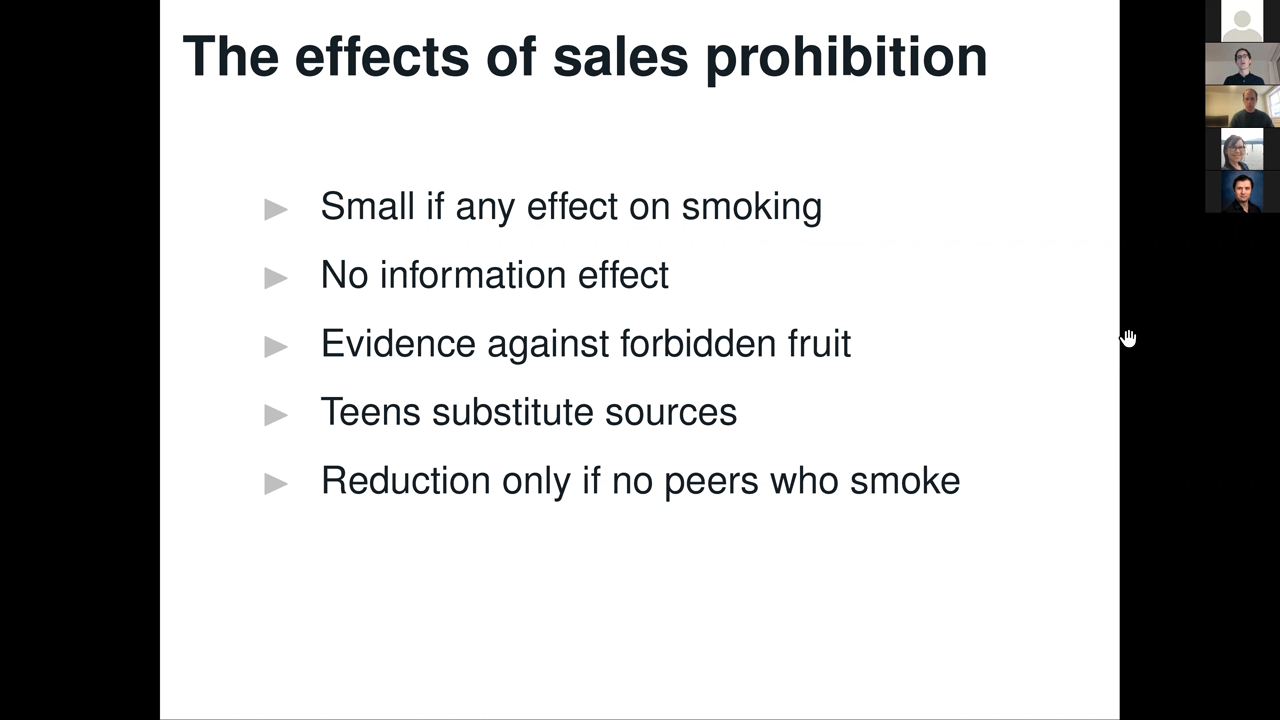 The effects of sales prohibition
Small if any effect on smoking
No information effect
Evidence against forbidden fruit
Teens substitute sources
Reduction only if no peers who smoke